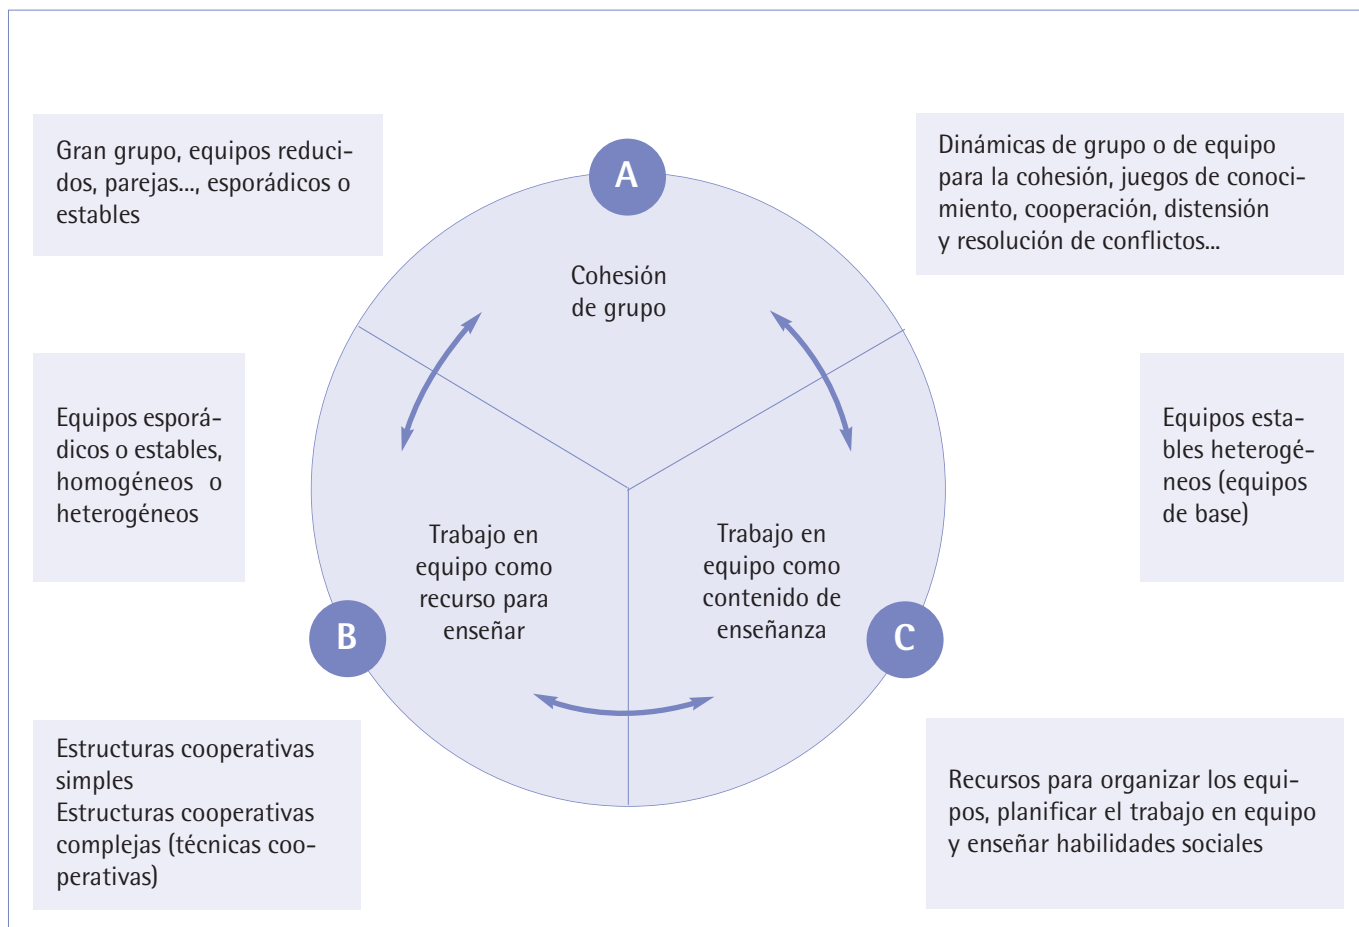 Gran grupo, equipos reduci-
dos, parejas..., esporádicos o
estables
A
Dinámicas de grupo o de equipo
para la cohesión, juegos de conoci-
miento, cooperación, distensión
y resolución de conflictos...
Cohesión
de grupo
Equipos esporá-
dicos o estables,
homogéneos o
heterogéneos
Equipos esta-
bles heterogé-
neos (equipos
de base)
Trabajo en
equipo como
recurso para
enseñar
Trabajo en
equipo como
contenido de
enseñanza
B
C
Estructuras cooperativas
simples
Estructuras cooperativas
complejas (técnicas coo-
perativas)
Recursos para organizar los equi-
pos, planificar el trabajo en equipo
y enseñar habilidades sociales